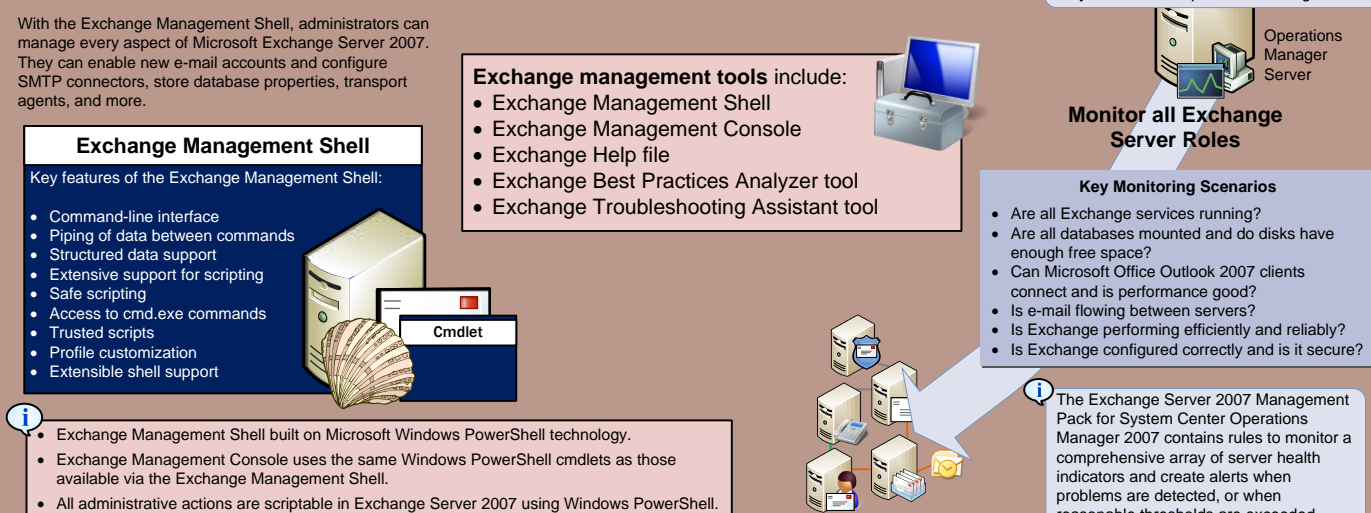 With the Exchange Management Shell, administrators can
manage every aspect of Microsoft Exchange Server 2007.
They can enable new e-mail accounts and configure
SMTP connectors, store database properties, transport
agents, and more.
Exchange Management Shell
Key features of the Exchange Management Shell:
• Command-line interface
• Piping of data between commands
• Structured data support
• Extensive support for scripting
• Safe scripting
• Access to cmd.exe commands
• Trusted scripts
• Profile customization
• Extensible shell support
Cmdlet
Exchange management tools include:
• Exchange Management Shell
• Exchange Management Console
• Exchange Help file
• Exchange Best Practices Analyzer tool
• Exchange Troubleshooting Assistant tool
Operations
Manager
Server
Monitor all Exchange
Server Roles
Key Monitoring Scenarios
• Are all Exchange services running?
• Are all databases mounted and do disks have
enough free space?
• Can Microsoft Office Outlook 2007 clients
connect and is performance good?
• Is e-mail flowing between servers?
• Is Exchange performing efficiently and reliably?
• Is Exchange configured correctly and is it secure?
i
• Exchange Management Shell built on Microsoft Windows PowerShell technology.
• Exchange Management Console uses the same Windows PowerShell cmdlets as those
available via the Exchange Management Shell.
• All administrative actions are scriptable in Exchange Server 2007 using Windows PowerShell.
i
The Exchange Server 2007 Management
Pack for System Center Operations
Manager 2007 contains rules to monitor a
comprehensive array of server health
indicators and create alerts when
problems are detected, or when
reasonable thresholds are exceeded